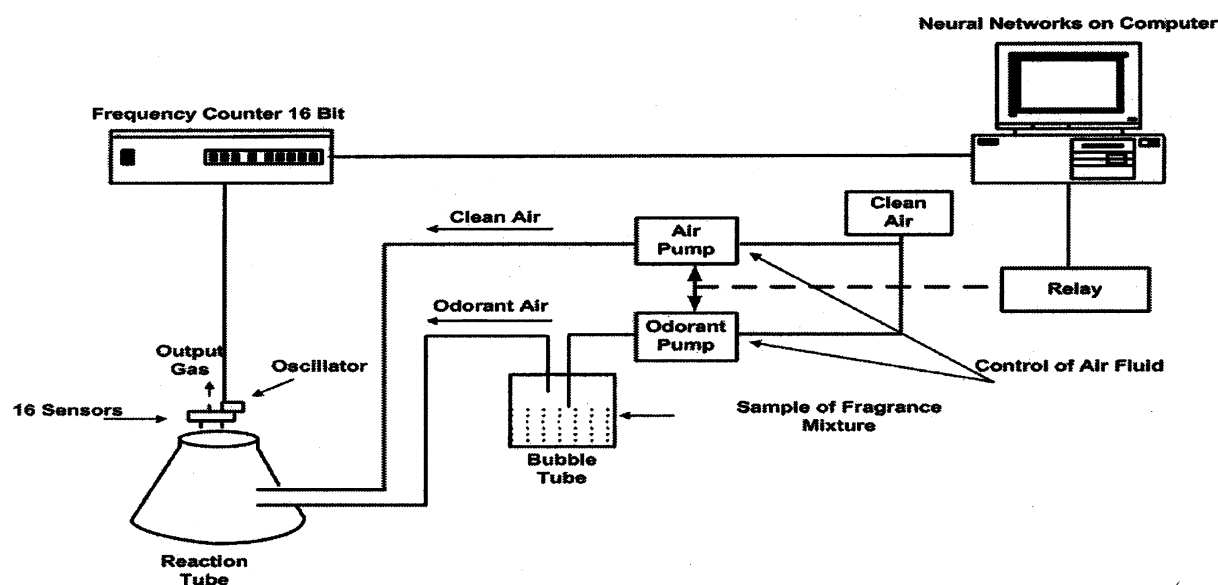 Neural Networks on Computer
Frequency Counter 16 Bit
Clean
Air
Clean Air
Air
Pump
Relay
Odorant Air
Odorant
Pump
Output
Gas
Oscillator
Control of Air Fluid
16 Sensors
Sample of Fragrance
Mixture
Bubble
Tube
Reaction
Tube